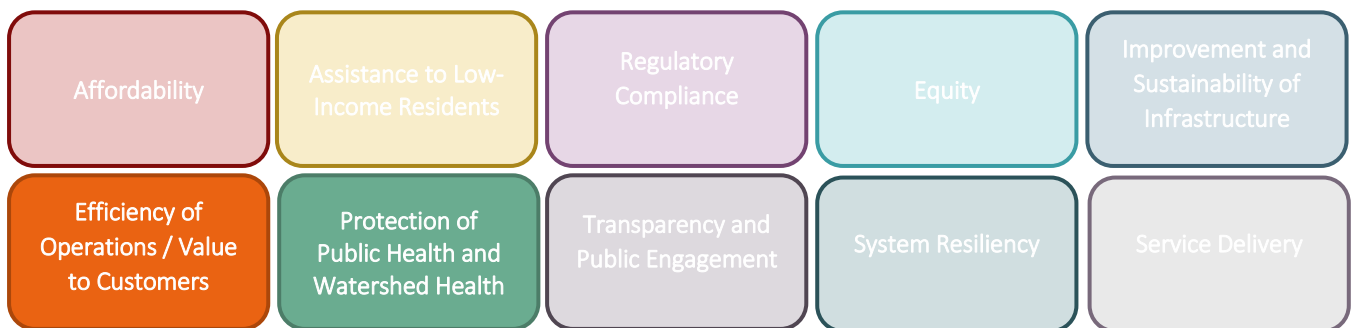 Affordability
Assistance to Low-
Income Residents
Regulatory
Compliance
Equity
Improvement and
Sustainability of
Infrastructure
Efficiency of
Operations / Value
to Customers
Protection of
Public Health and
Watershed Health
Transparency and
Public Engagement
System Resiliency
Service Delivery